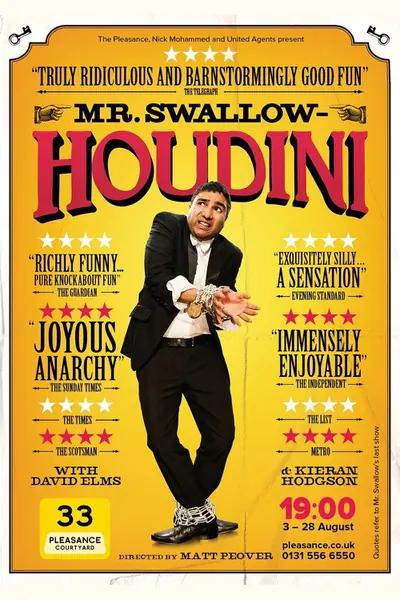 The Pleasance, Nick Mohammed and United Agents present
“TRULY RIDICULOUS AND BARNSTORMINGLY GOOD FUN”
THE TELEGRAPH
MR. SWALLOW-
HOUDINI
“RICHLY FUNNY...
PURE KNOCKABOUT FUN”
THE GUARDIAN
“JOYOUS
ANARCHY”
THE SUNDAY TIMES
THE TIMES
THE SCOTSMAN
WITH
DAVID ELMS
“EXQUISITELY SILLY...
A SENSATION”
EVENING STANDARD
“IMMENSELY
ENJOYABLE”
THE INDEPENDENT
THE LIST
METRO
& KIERAN
HODGSON
33
PLEASANCE
COURTYARD
DIRECTED BY MATT PEOVER
19:00
3 – 28 August
pleasance.co.uk
0131 556 6550
Quotes refer to Mr. Swallow's last show.